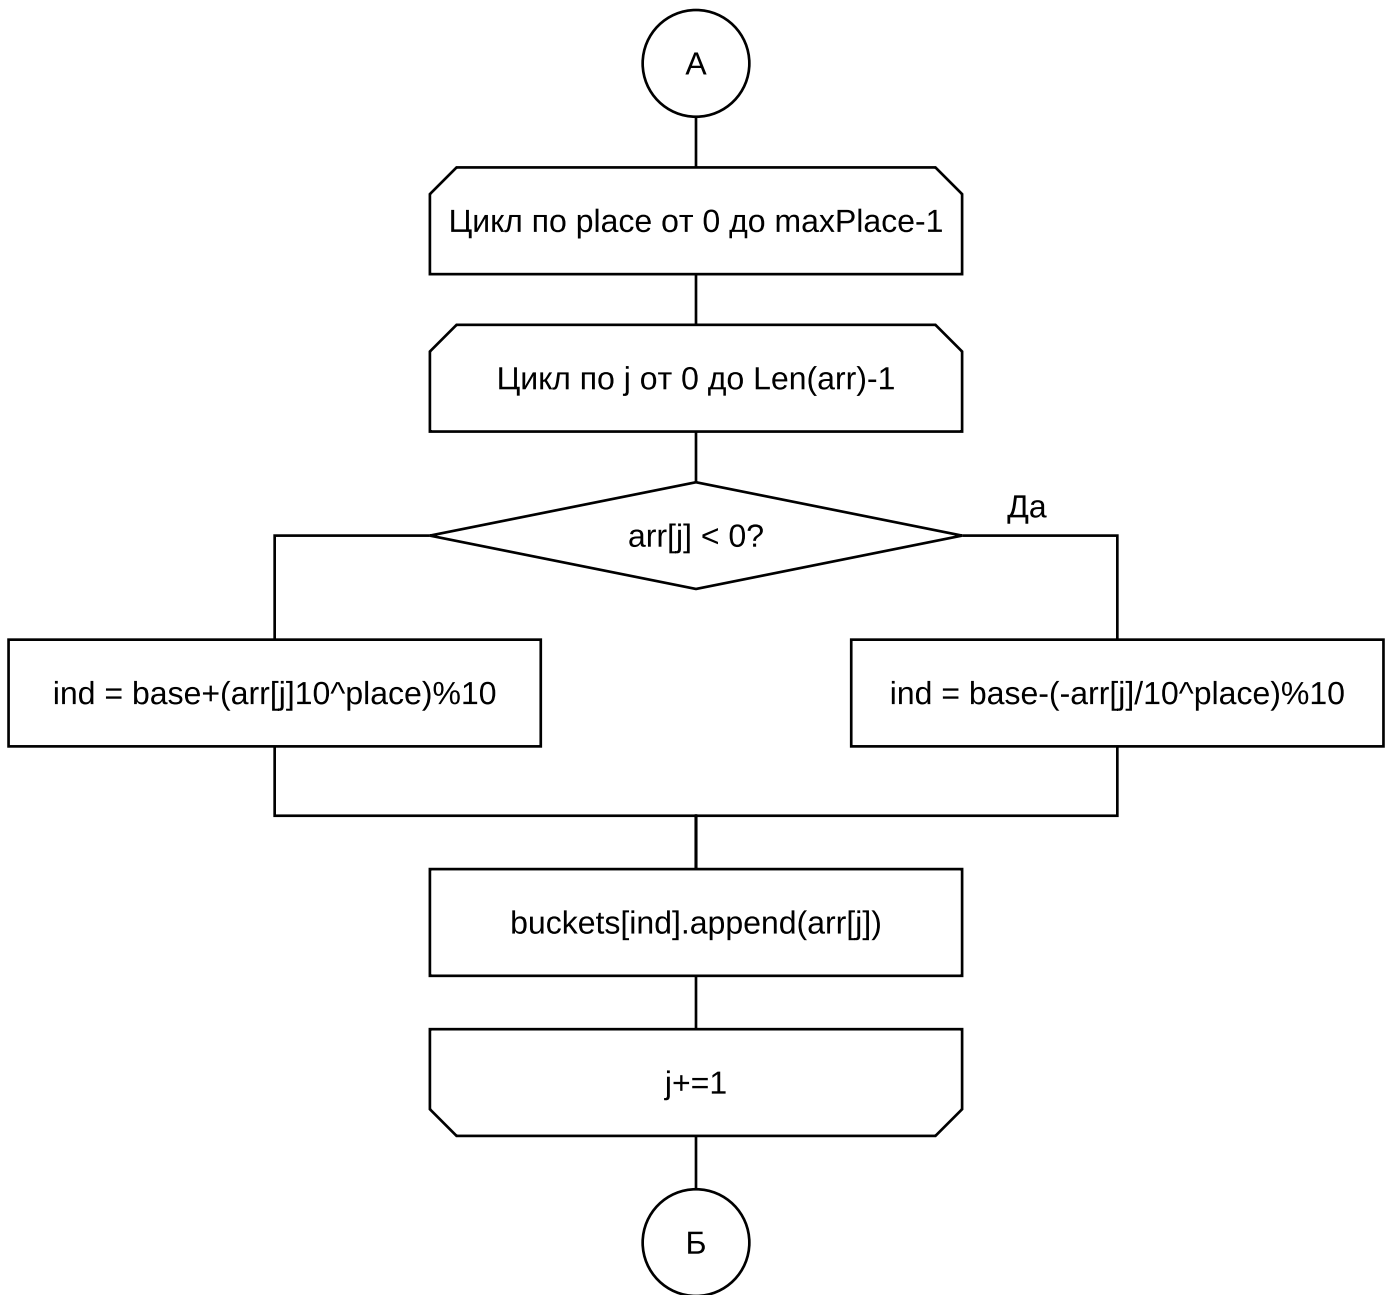 А
Цикл по place от 0 до maxPlace-1
Цикл по j от 0 до Len(arr)-1
arr[j] < 0?
Да
ind = base+(arr[j]10^place)%10
ind = base-(-arr[j]/10^place)%10
buckets[ind].append(arr[j])
j+=1
Б